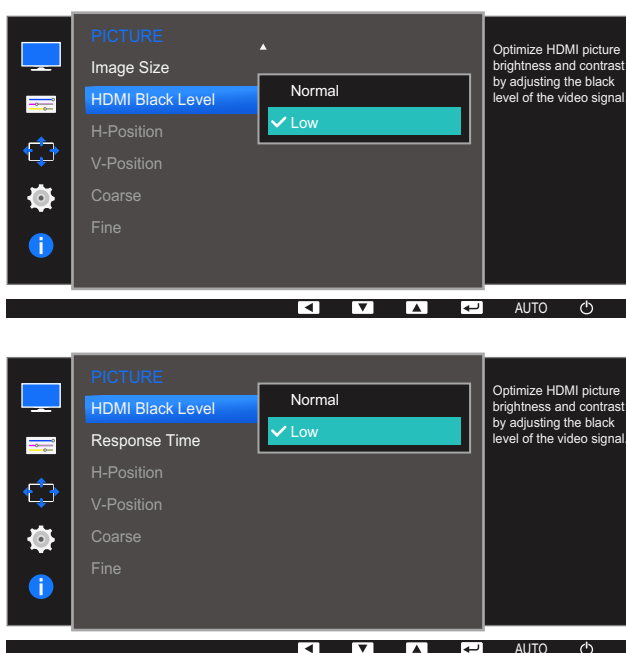 PICTURE
Image Size
HDMI Black Level
H-Position
V-Position
Coarse
Fine
Normal
Low
Optimize HDMI picture
brightness and contrast
by adjusting the black
level of the video signal
AUTO
PICTURE
HDMI Black Level
Response Time
H-Position
V-Position
Coarse
Fine
Normal
Low
Optimize HDMI picture
brightness and contrast
by adjusting the black
level of the video signal.
AUTO